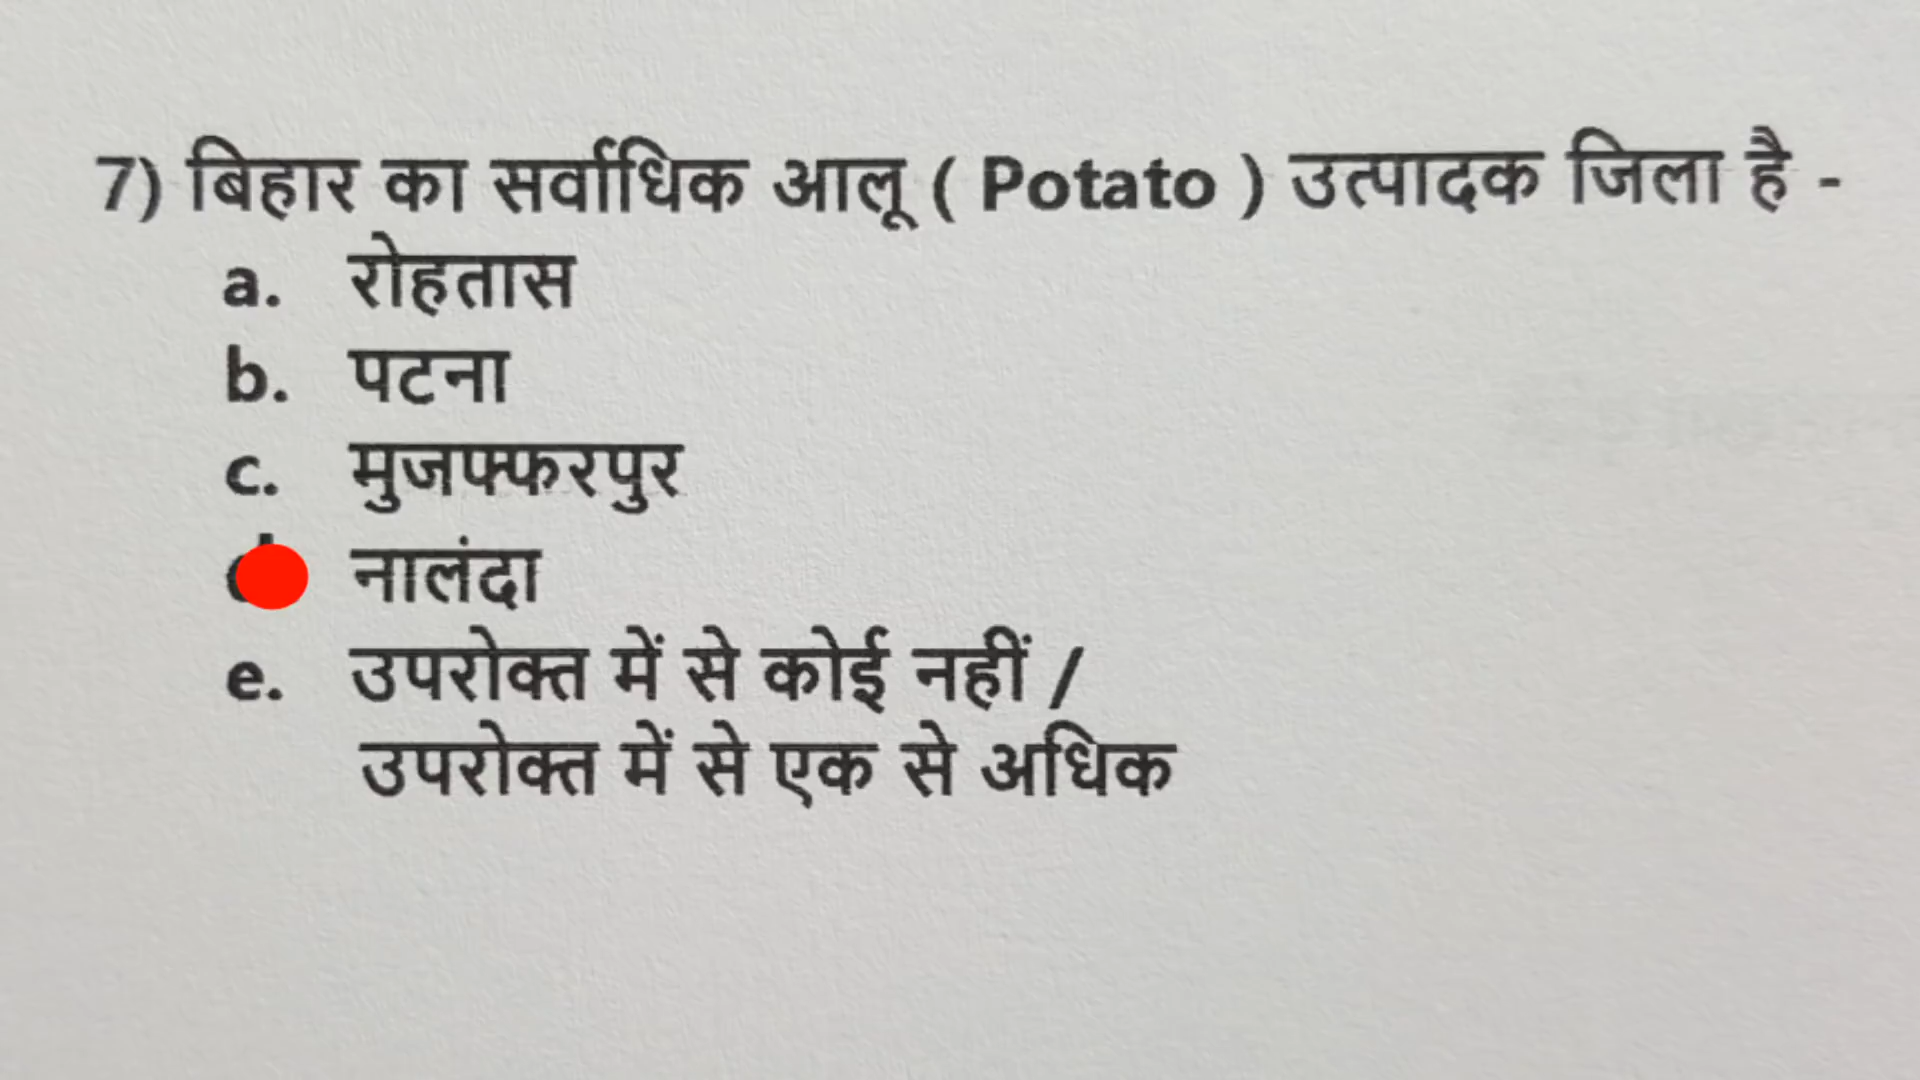 7) बिहार का सर्वाधिक आलू ( Potato ) उत्पादक जिला है -
a. रोहतास
b. पटना
c. मुजफ्फरपुर
d नालंदा
e. उपरोक्त में से कोई नहीं /
उपरोक्त में से एक से अधिक